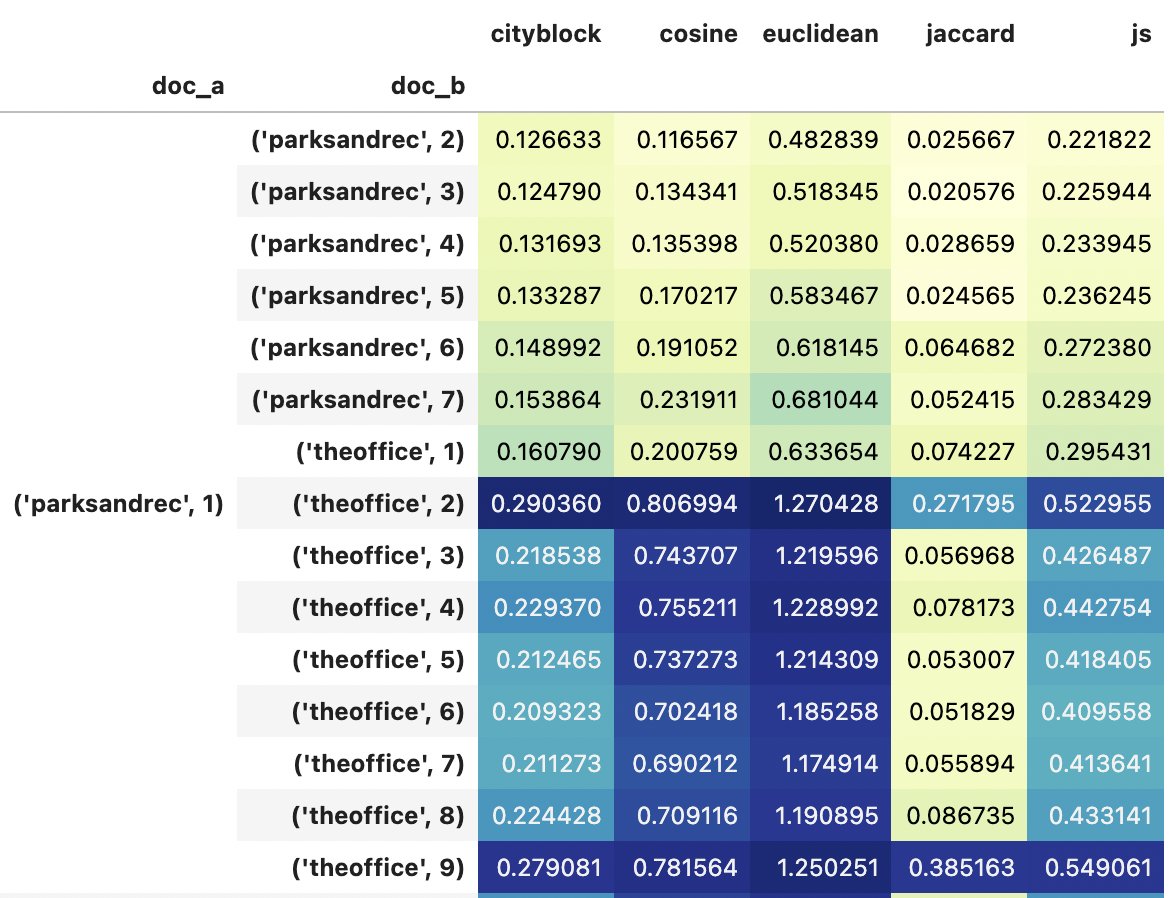 cityblock cosine euclidean jaccard js
doc_a doc_b
('parksandrec', 2) 0.126633 0.116567 0.482839 0.025667 0.221822
('parksandrec', 3) 0.124790 0.134341 0.518345 0.020576 0.225944
('parksandrec', 4) 0.131693 0.135398 0.520380 0.028659 0.233945
('parksandrec', 5) 0.133287 0.170217 0.583467 0.024565 0.236245
('parksandrec', 6) 0.148992 0.191052 0.618145 0.064682 0.272380
('parksandrec', 7) 0.153864 0.231911 0.681044 0.052415 0.283429
('theoffice', 1) 0.160790 0.200759 0.633654 0.074227 0.295431
('parksandrec', 1) ('theoffice', 2) 0.290360 0.806994 1.270428 0.271795 0.522955
('theoffice', 3) 0.218538 0.743707 1.219596 0.056968 0.426487
('theoffice', 4) 0.229370 0.755211 1.228992 0.078173 0.442754
('theoffice', 5) 0.212465 0.737273 1.214309 0.053007 0.418405
('theoffice', 6) 0.209323 0.702418 1.185258 0.051829 0.409558
('theoffice', 7) 0.211273 0.690212 1.174914 0.055894 0.413641
('theoffice', 8) 0.224428 0.709116 1.190895 0.086735 0.433141
('theoffice', 9) 0.279081 0.781564 1.250251 0.385163 0.549061